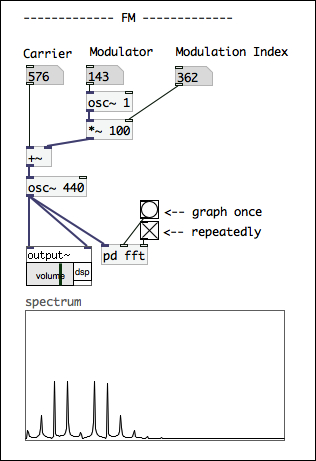 ------------- FM -------------
Carrier Modulator Modulation Index
576 143 362
osc~ 1
*~ 100
+~
osc~ 440
<-- graph once
<-- repeatedly
output~ pd fft
volume dsp
spectrum